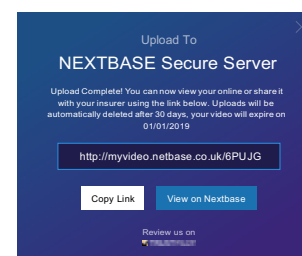 Upload To
NEXTBASE Secure Server
Upload Complete! You can now view your online or share it
with your insurer using the link below. Uploads will be
automatically deleted after 30 days, your video will expire on
01/01/2019
http://myvideo.netbase.co.uk/6PUJG
Copy Link
View on Nextbase
Review us on